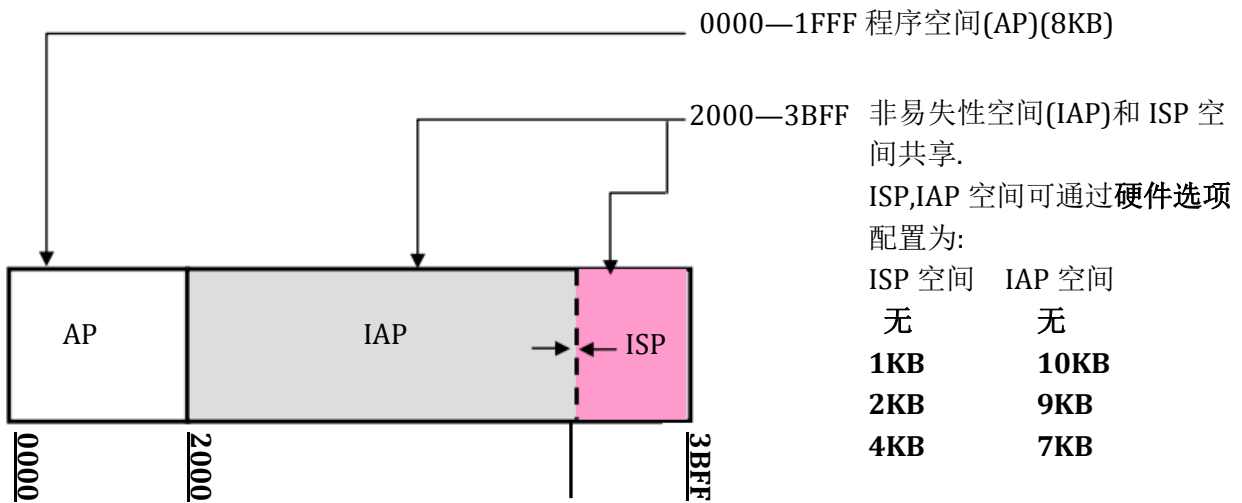 0000—1FFF 程序空间(AP)(8KB)
2000—3BFF 非易失性空间(IAP)和 ISP 空
间共享.
ISP,IAP 空间可通过硬件选项
配置为:
ISP 空间 IAP 空间
无 无
1KB 10KB
2KB 9KB
4KB 7KB
AP
IAP
ISP
0000
2000
3BFF